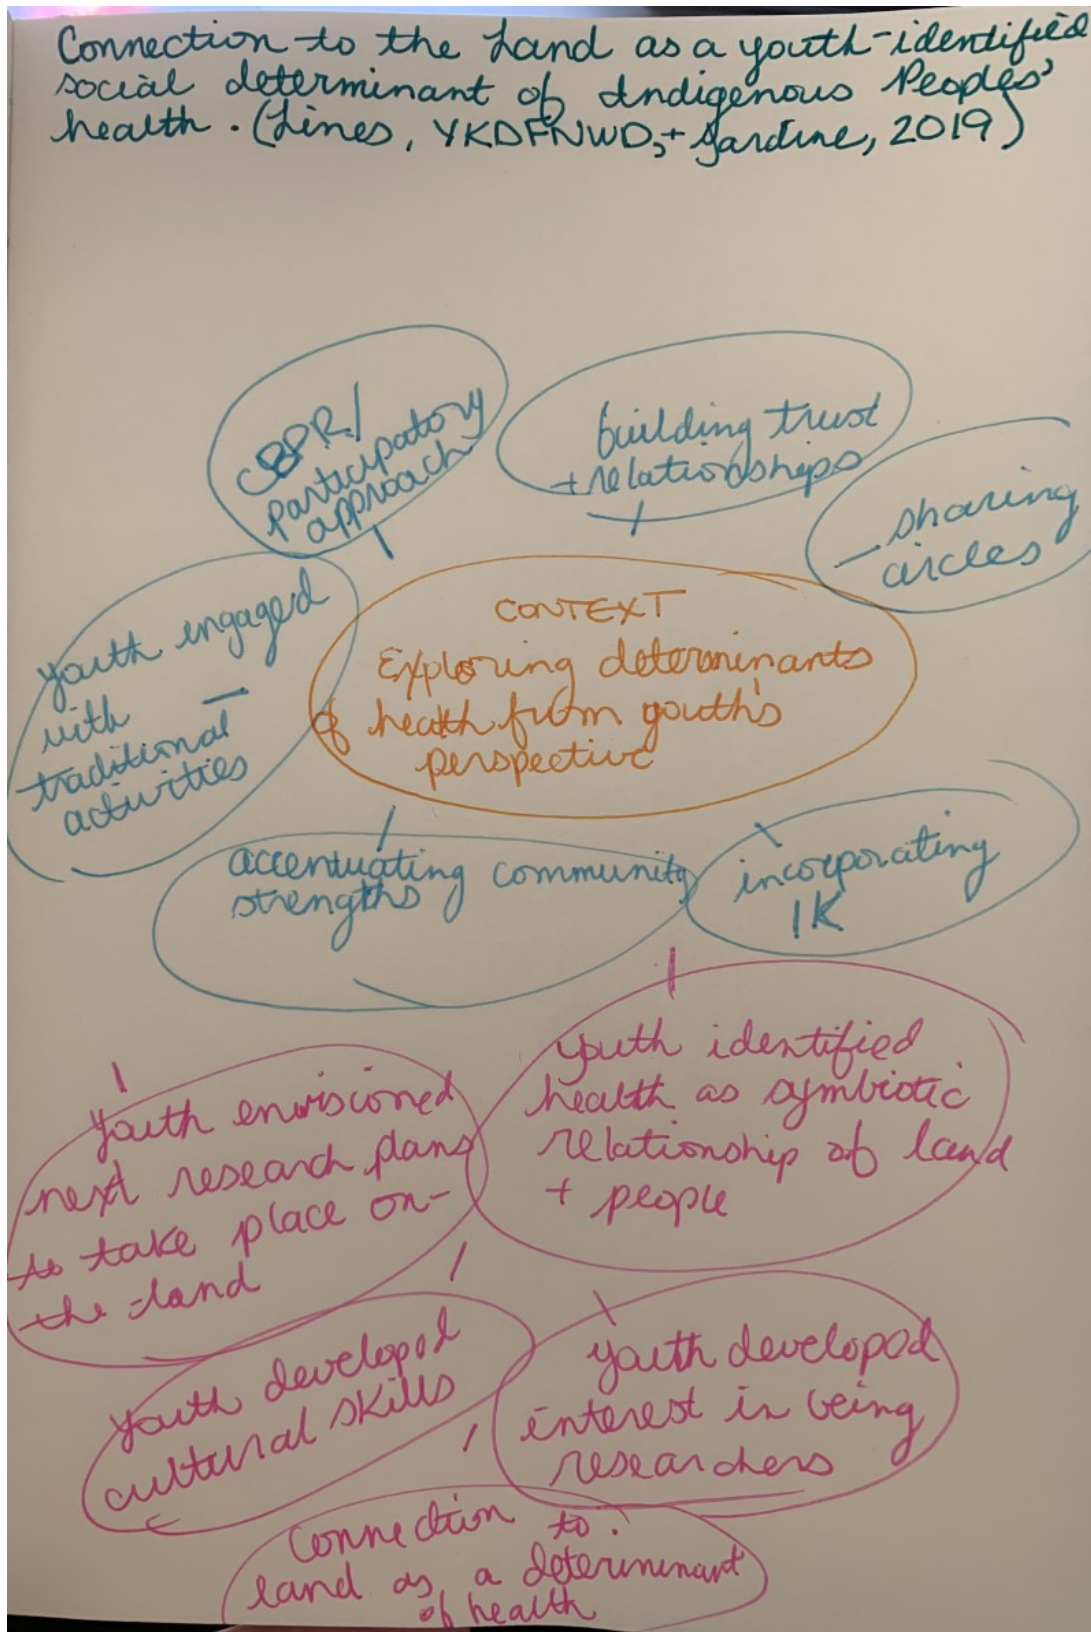 Connection to the Land as a youth-identified
social determinant of Indigenous Peoples'
health. (Lines, YKDFNWD, + Jardine, 2019)
CBPR/
participatory
approach
building trust
+ relationships
sharing
circles
youth engaged
with
traditional
activities
CONTEXT
Exploring determinants
of health from youth's
perspective
accentuating community
strengths
incorporating
IK
youth identified
health as symbiotic
relationship of land
+ people
Youth envisioned
next research plans
to take place on-
the-land
youth developed
cultural skills
youth developed
interest in being
researchers
Connection to
land as a determinant
of health